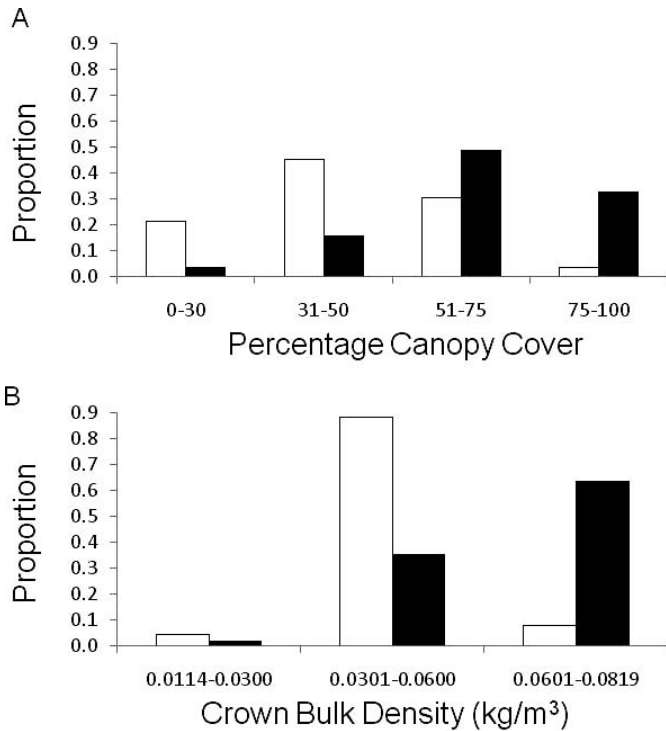 A
0.9
0.8
0.7
0.6
0.5
0.4
0.3
0.2
0.1
0.0
Proportion
0-30 31-50 51-75 75-100
Percentage Canopy Cover
B
0.9
0.8
0.7
0.6
0.5
0.4
0.3
0.2
0.1
0.0
Proportion
0.0114-0.0300 0.0301-0.0600 0.0601-0.0819
Crown Bulk Density (kg/m³)